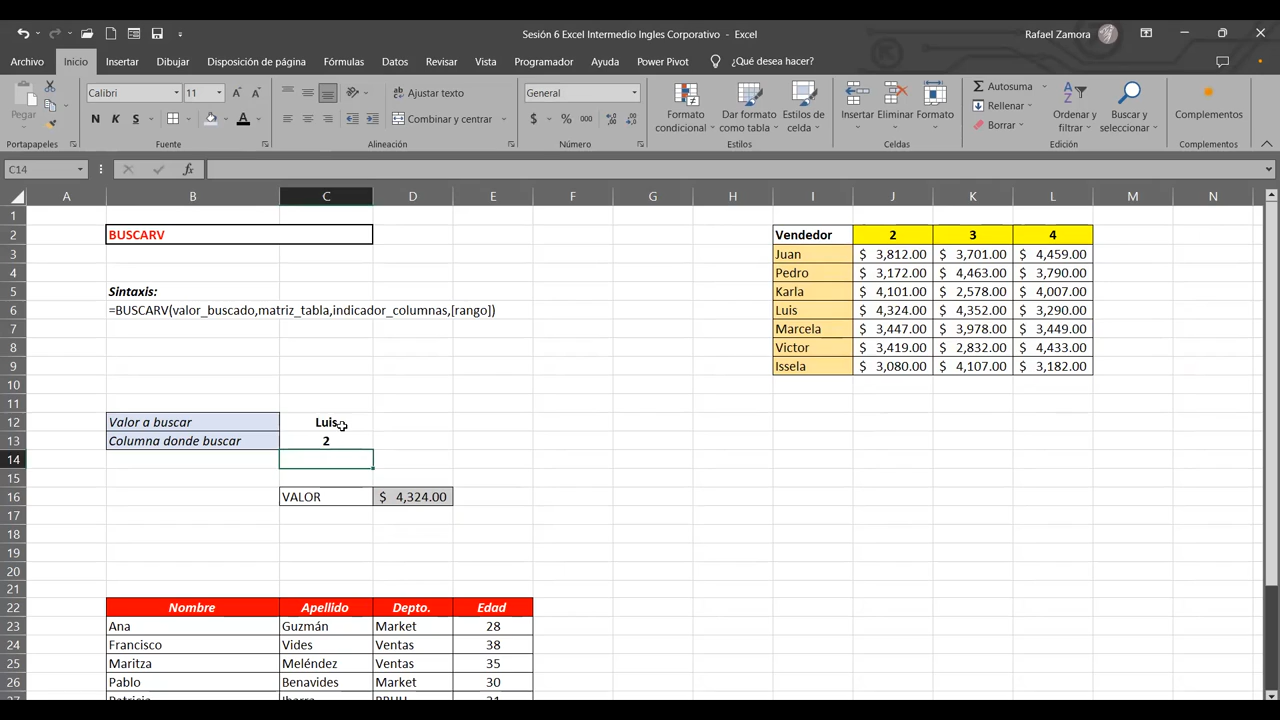 Sesión 6 Excel Intermedio Ingles Corporativo - Excel
Rafael Zamora
Archivo Inicio Insertar Dibujar Disposición de página Fórmulas Datos Revisar Vista Programador Ayuda Power Pivot ¿Qué desea hacer?
Pegar
Calibri 11
N K S A
Ajustar texto
Combinar y centrar
General
$ % 000
Formato condicional
Dar formato como tabla
Estilos de celda
Insertar Eliminar Formato
Autosuma
Rellenar
Borrar
Ordenar y filtrar
Buscar y seleccionar
Complementos
Portapapeles Fuente Alineación Número Estilos Celdas Edición Complementos
C14 fx
A B C D E F G H I J K L M N
1
2 BUSCARV Vendedor 2 3 4
3 Juan $ 3,812.00 $ 3,701.00 $ 4,459.00
4 Pedro $ 3,172.00 $ 4,463.00 $ 3,790.00
5 Sintaxis: Karla $ 4,101.00 $ 2,578.00 $ 4,007.00
6 =BUSCARV(valor_buscado,matriz_tabla,indicador_columnas,[rango]) Luis $ 4,324.00 $ 4,352.00 $ 3,290.00
7 Marcela $ 3,447.00 $ 3,978.00 $ 3,449.00
8 Victor $ 3,419.00 $ 2,832.00 $ 4,433.00
9 Issela $ 3,080.00 $ 4,107.00 $ 3,182.00
10
11
12 Valor a buscar Luis
13 Columna donde buscar 2
14
15
16 VALOR $ 4,324.00
17
18
19
20
21
22 Nombre Apellido Depto. Edad
23 Ana Guzmán Market 28
24 Francisco Vides Ventas 38
25 Maritza Meléndez Ventas 35
26 Pablo Benavides Market 30